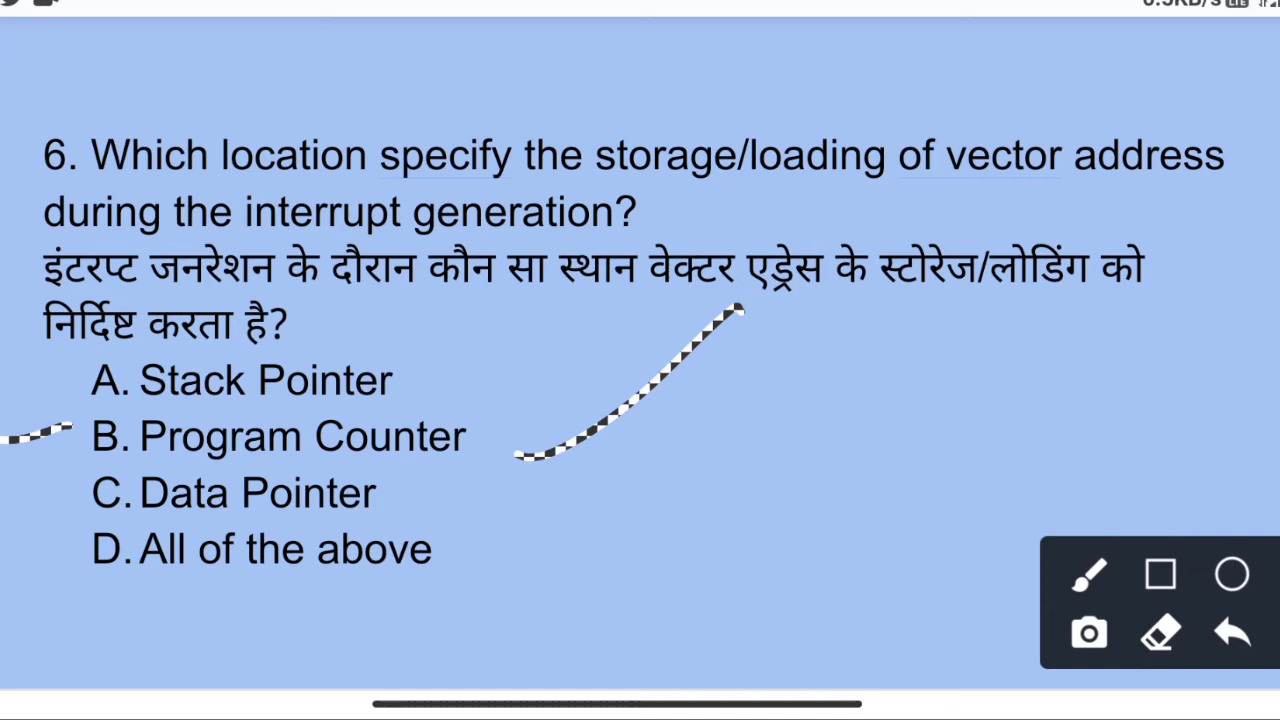 6. Which location specify the storage/loading of vector address
during the interrupt generation?
इंटरप्ट जनरेशन के दौरान कौन सा स्थान वेक्टर एड्रेस के स्टोरेज/लोडिंग को
निर्दिष्ट करता है?
A. Stack Pointer
B. Program Counter
C. Data Pointer
D. All of the above